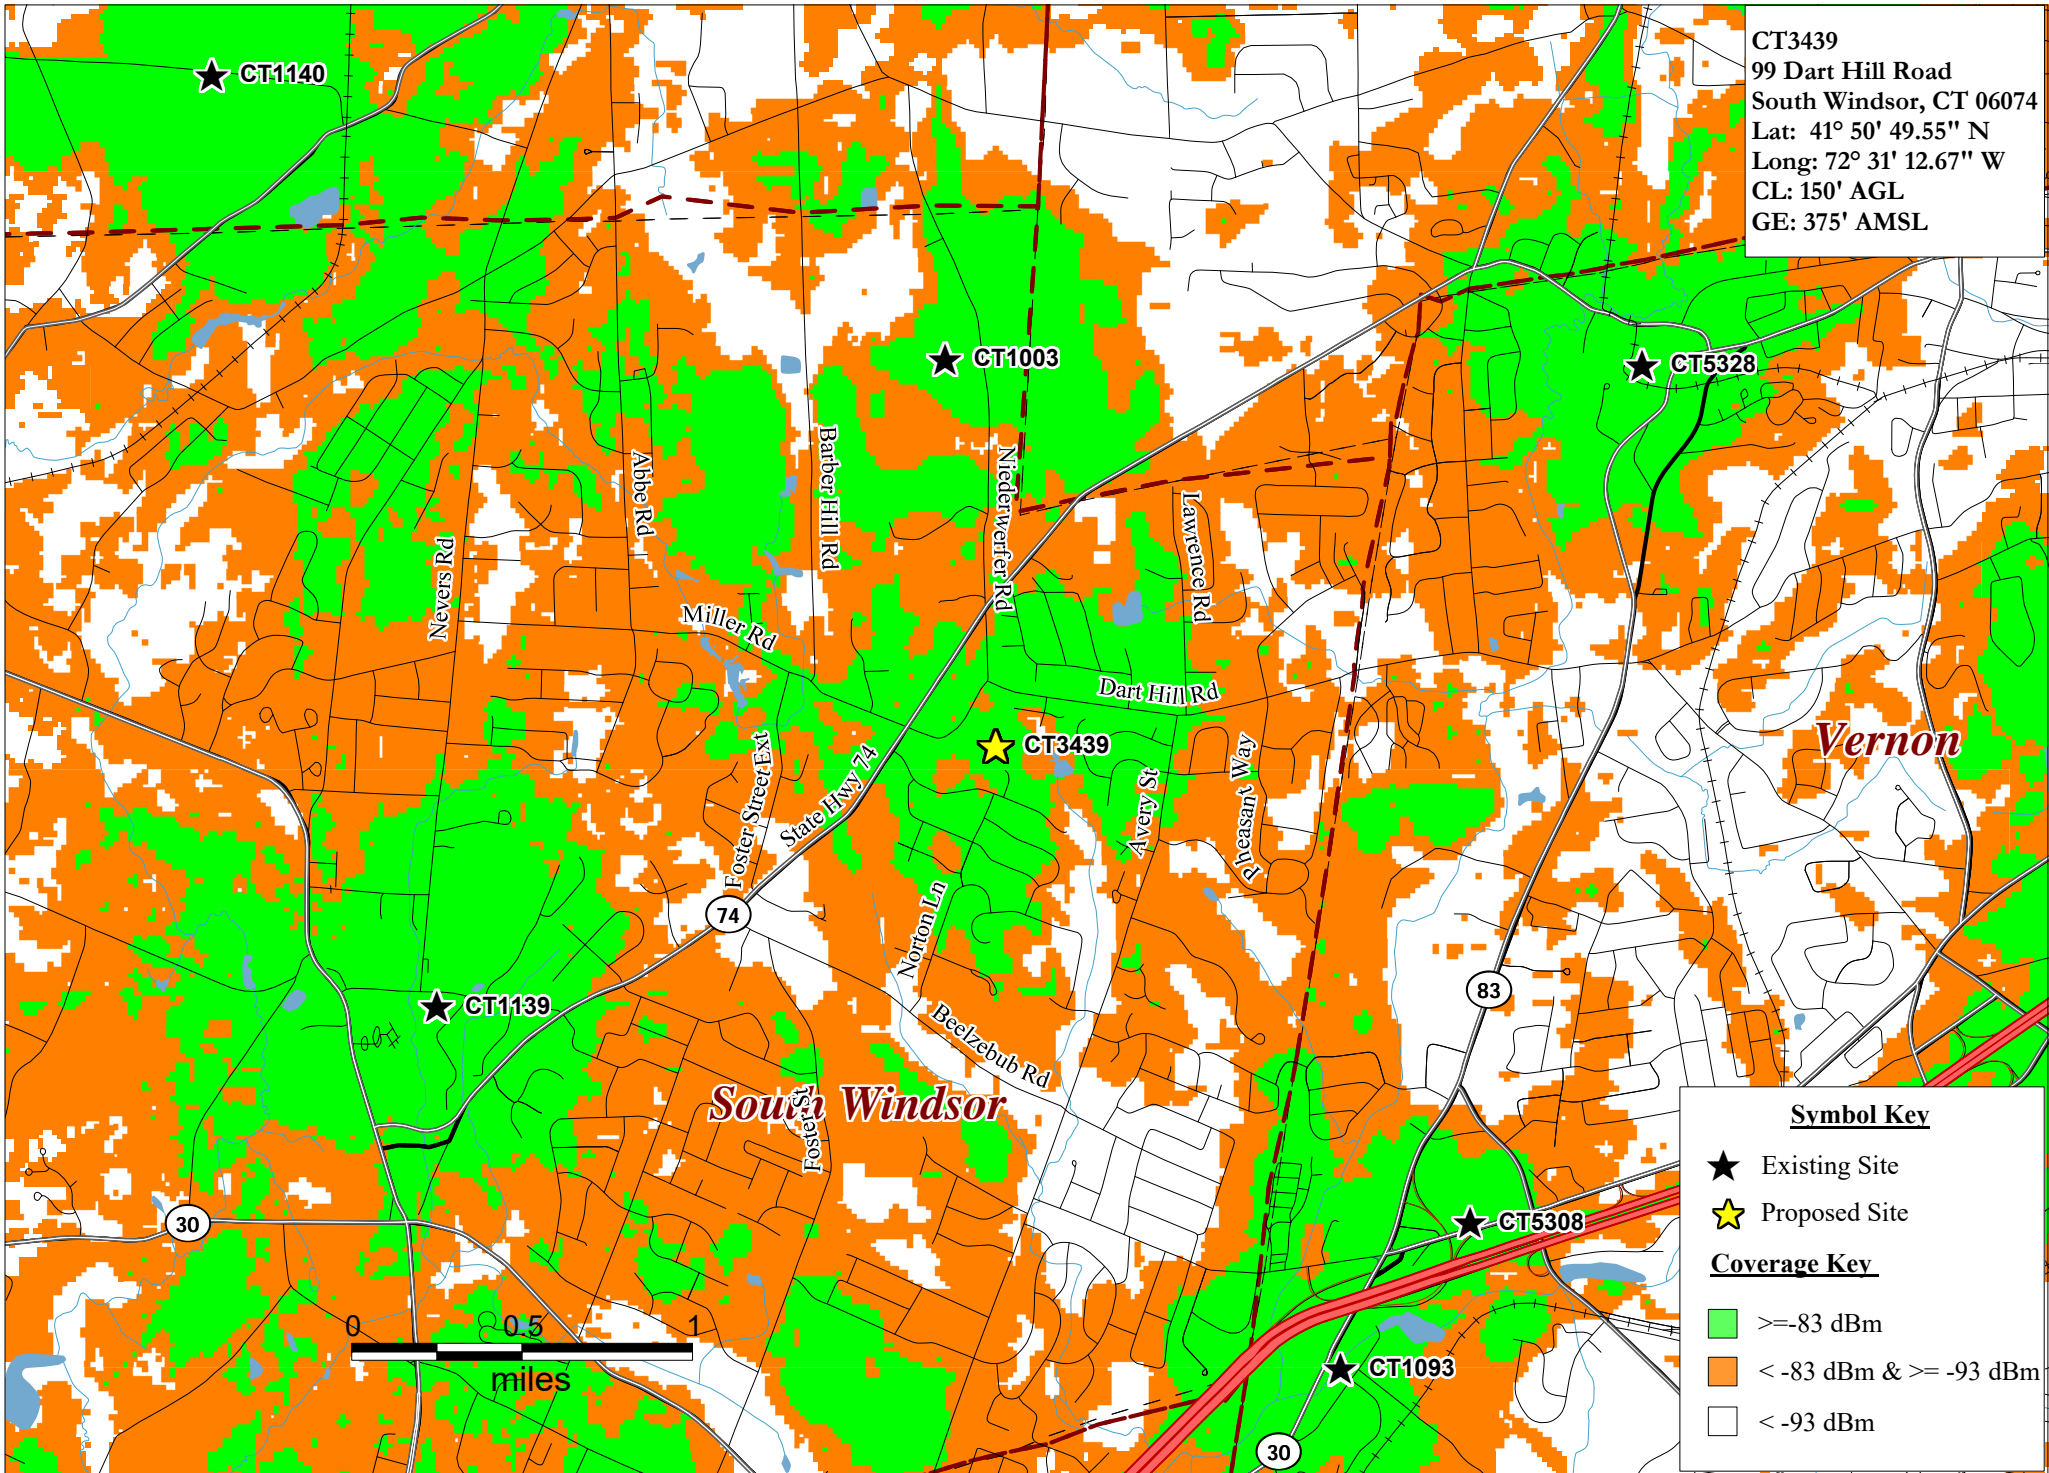 CT3439
99 Dart Hill Road
South Windsor, CT 06074
Lat: 41° 50' 49.55" N
Long: 72° 31' 12.67" W
CL: 150' AGL
GE: 375' AMSL
CT1140
CT1003
CT5328
Abbe Rd
Barber Hill Rd
Niederwerfer Rd
Lawrence Rd
Nevers Rd
Miller Rd
Dart Hill Rd
CT3439
Vernon
Foster Street Ext
State Hwy 74
Avery St
Pheasant Way
74
Norton Ln
83
CT1139
Beelzebub Rd
South Windsor
Foster St
30
CT5308
CT1093
30
0 0.5 1
miles
Symbol Key
Existing Site
Proposed Site
Coverage Key
>=-83 dBm
< -83 dBm & >= -93 dBm
< -93 dBm